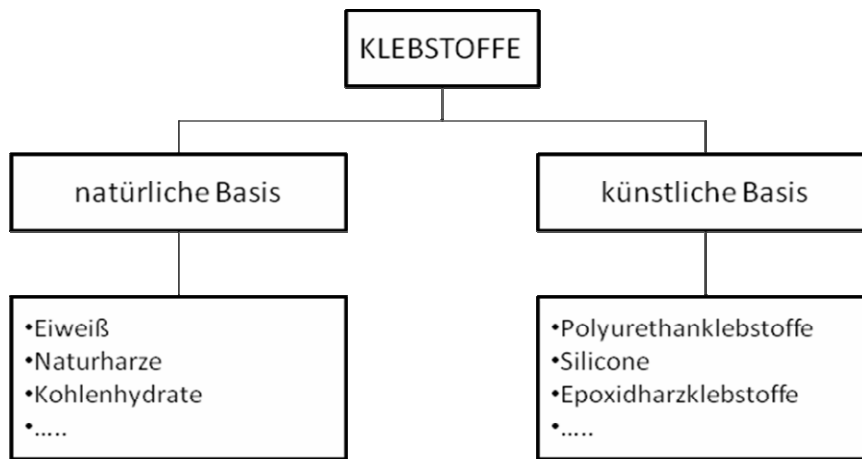 KLEBSTOFFE
natürliche Basis
künstliche Basis
•Eiweiß
•Naturharze
•Kohlenhydrate
•.....
•Polyurethanklebstoffe
•Silicone
•Epoxidharzklebstoffe
•.....